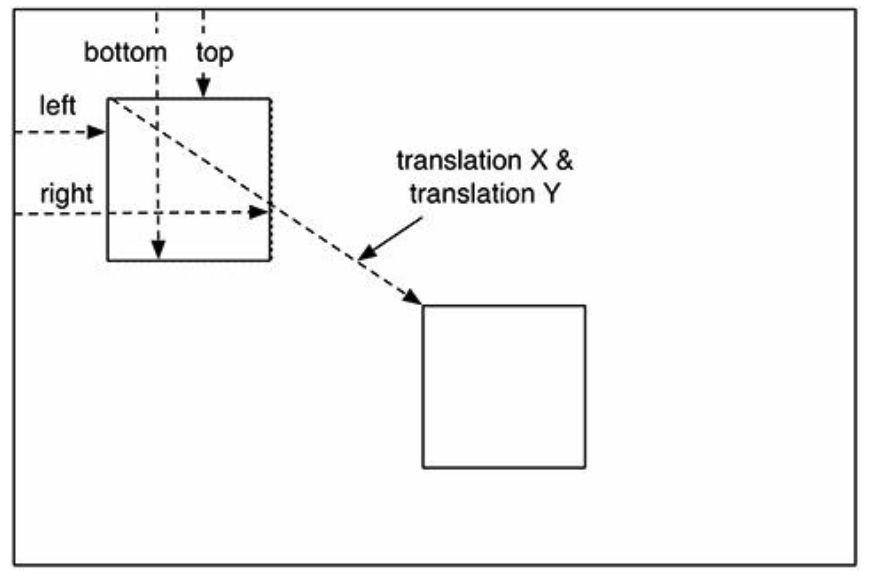 bottom top
left
right
translation X &
translation Y